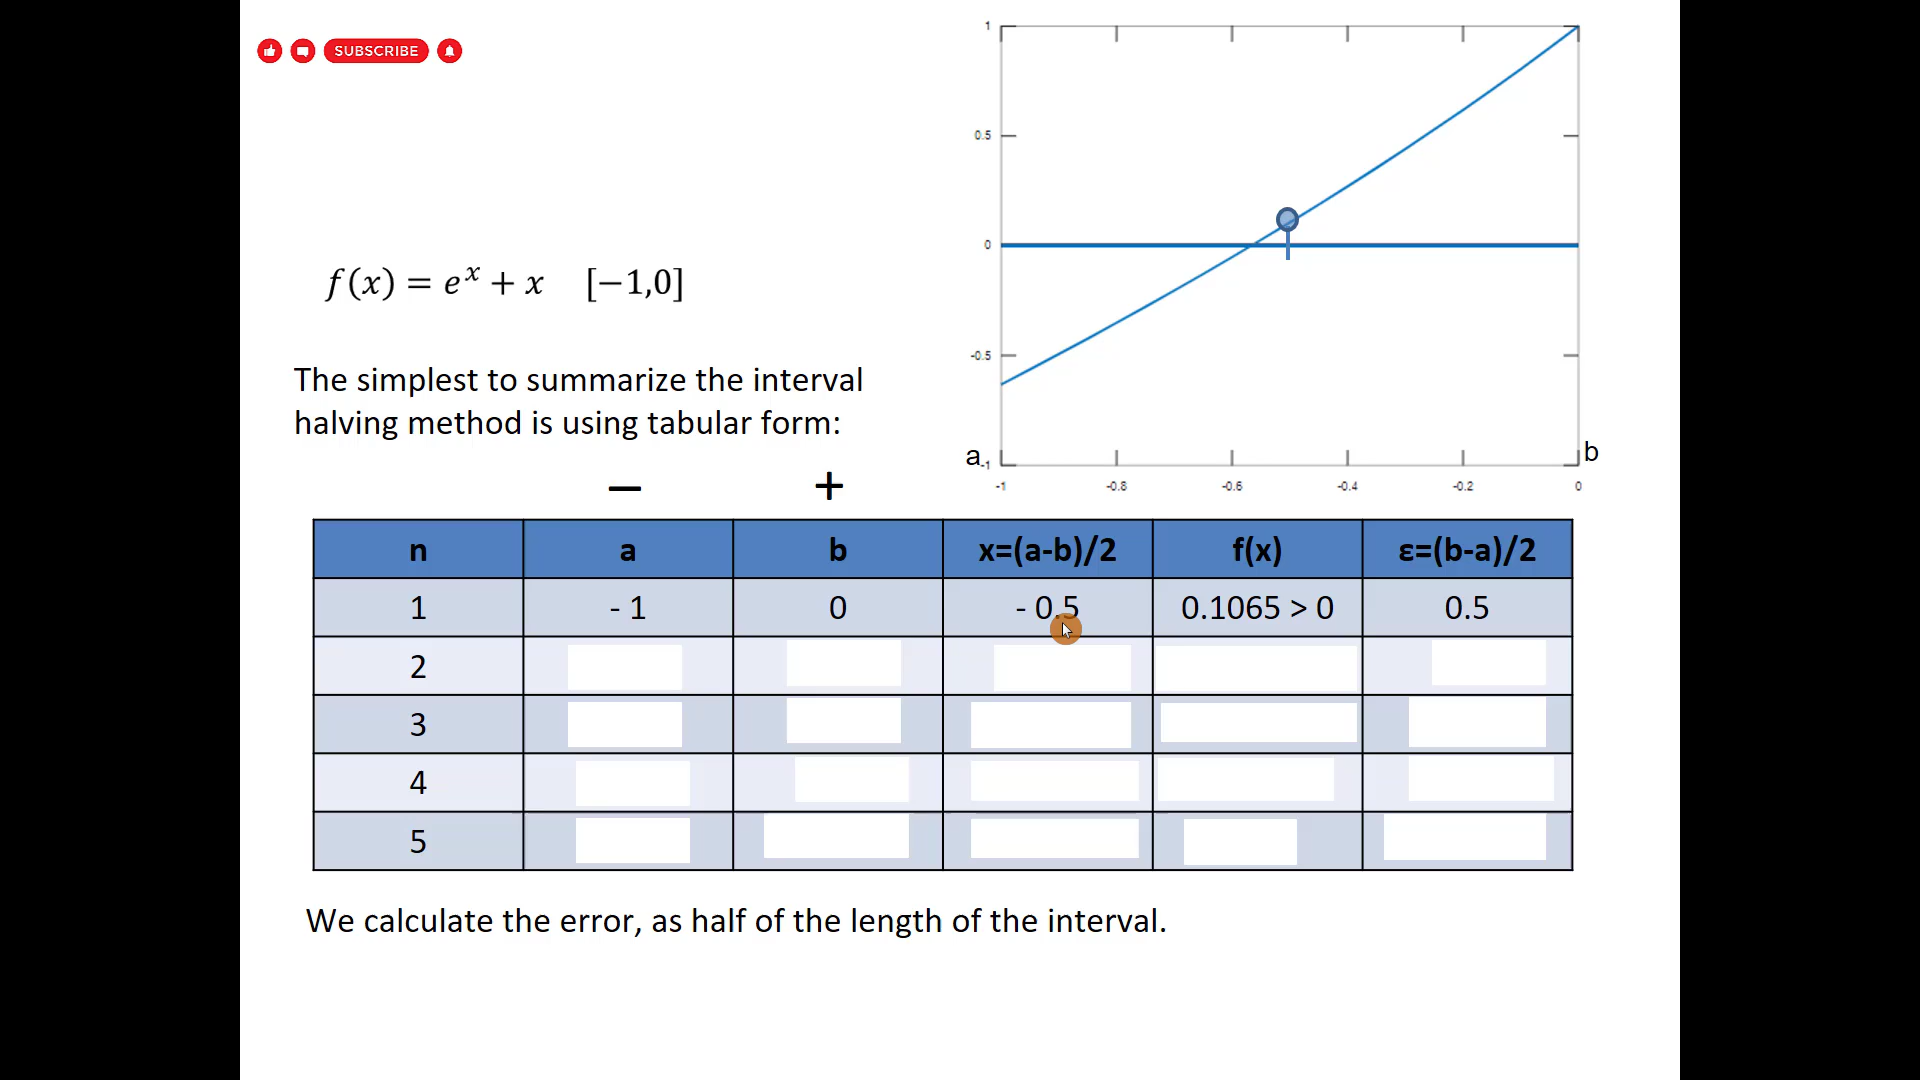 SUBSCRIBE
1
0.5
0
-0.5
-1
a
b
-1 -0.8 -0.6 -0.4 -0.2 0
f(x) = e^x + x [−1,0]
The simplest to summarize the interval
halving method is using tabular form:
− +
n a b x=(a-b)/2 f(x) ε=(b-a)/2
1 - 1 0 - 0.5 0.1065 > 0 0.5
2
3
4
5
We calculate the error, as half of the length of the interval.